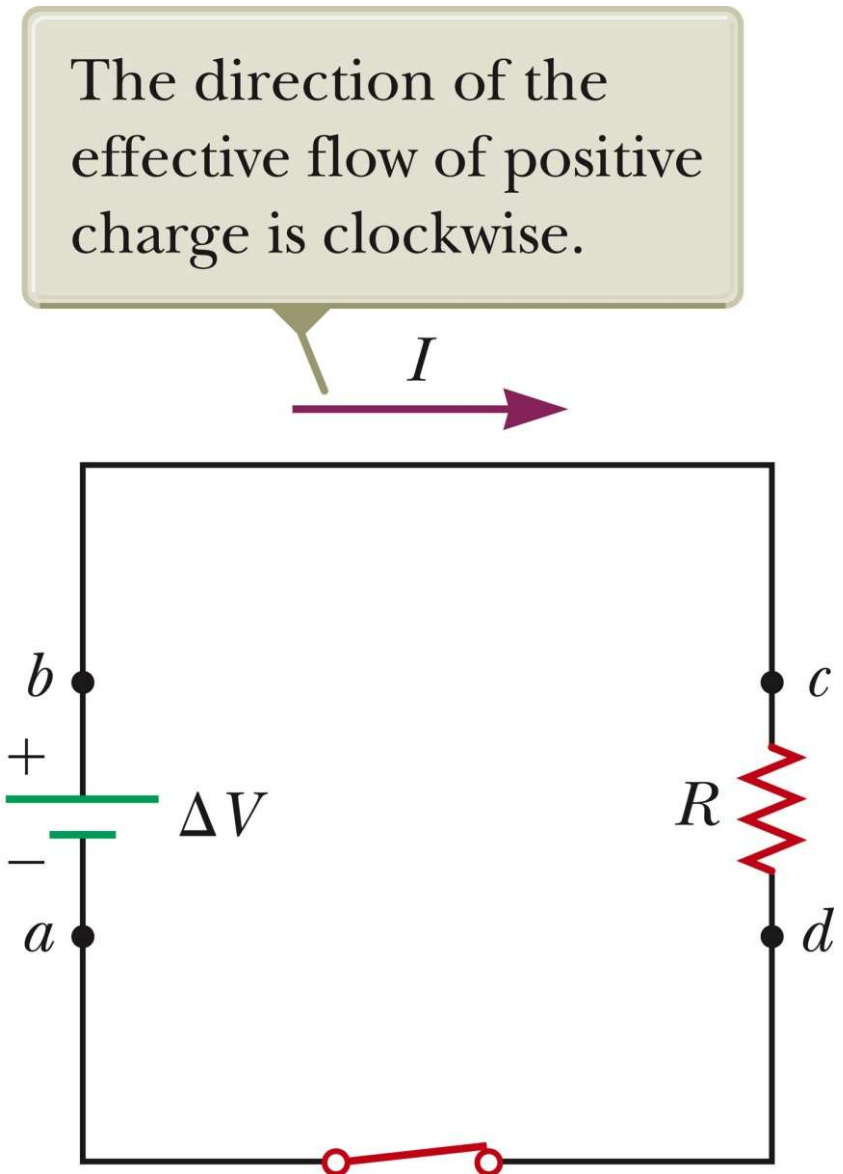 The direction of the
effective flow of positive
charge is clockwise.
I
b
c
+
ΔV
R
−
a
d